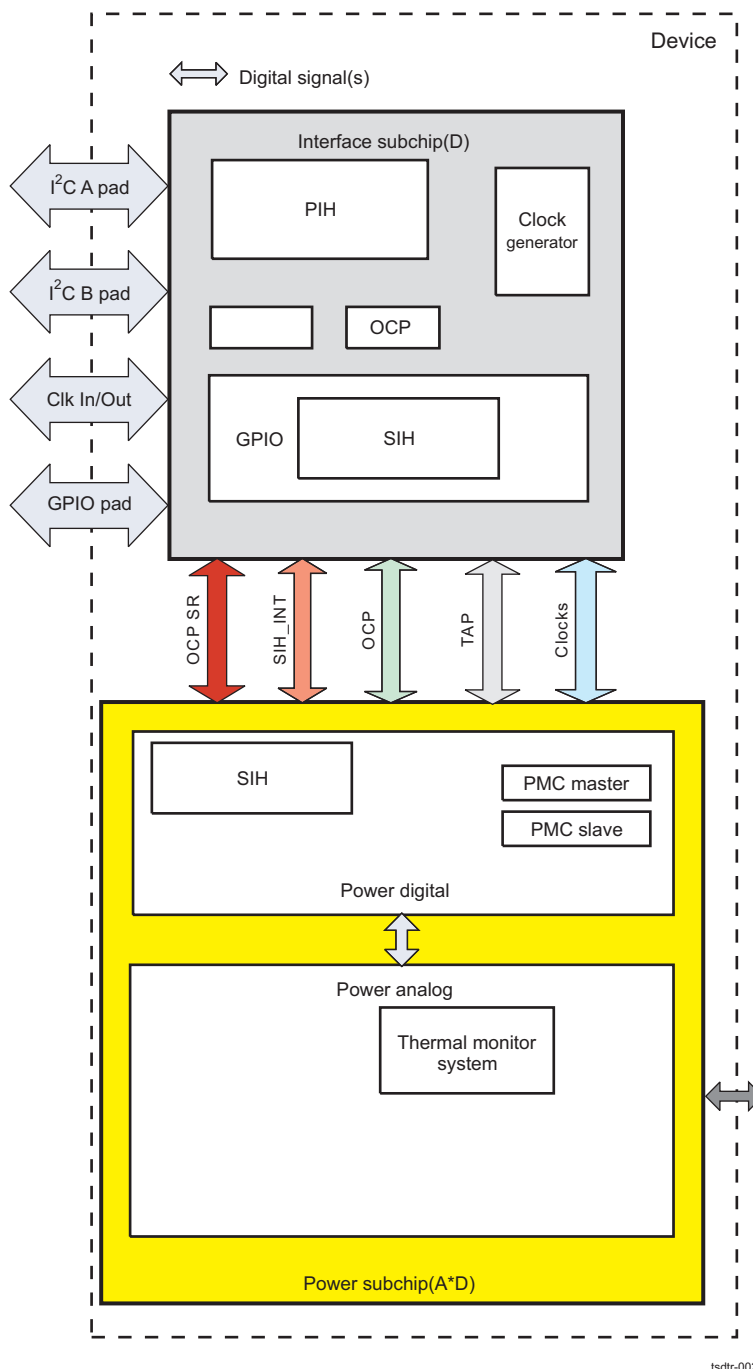 Device
Digital signal(s)
Interface subchip(D)
I²C A pad
PIH
Clock
generator
I²C B pad
OCP
Clk In/Out
GPIO
SIH
GPIO pad
OCP SR
SIH_INT
OCP
TAP
Clocks
SIH
PMC master
PMC slave
Power digital
Power analog
Thermal monitor
system
Power subchip(A*D)